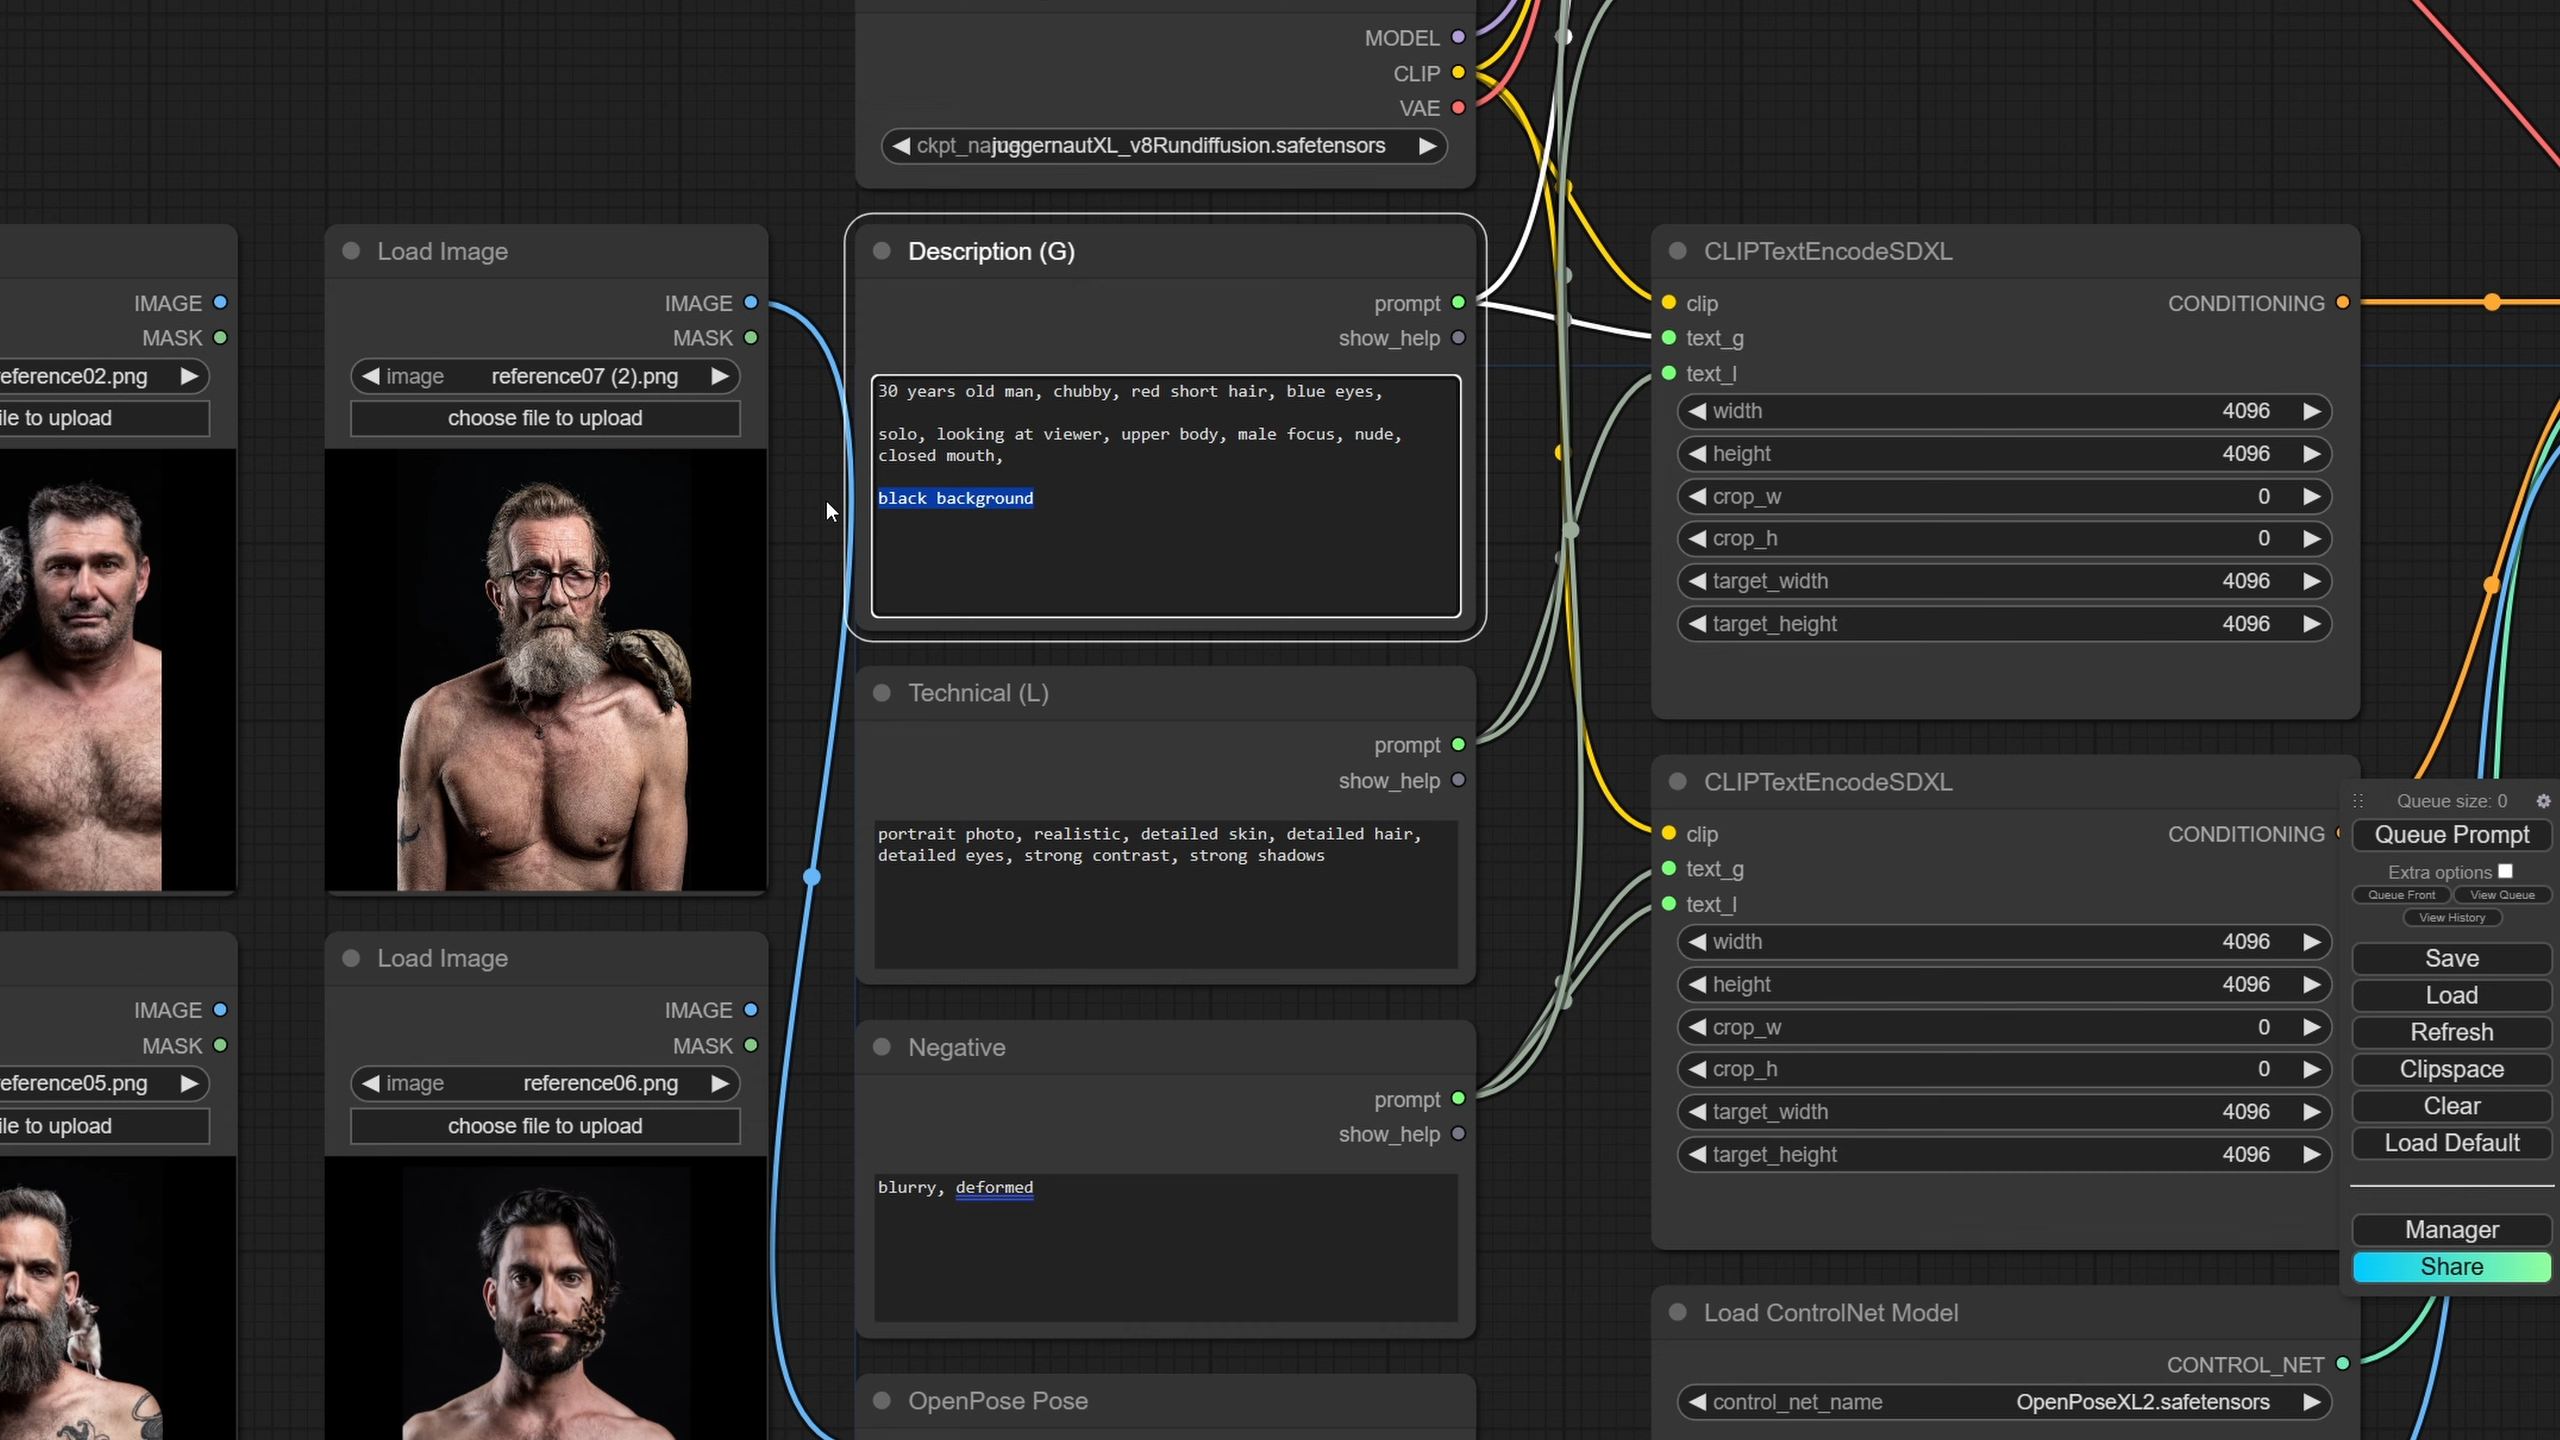 MODEL
CLIP
VAE
ckpt_name juggernautXL_v8Rundiffusion.safetensors
IMAGE
MASK
eference02.png
ile to upload
Load Image
IMAGE
MASK
image reference07 (2).png
choose file to upload
Description (G)
prompt
show_help
30 years old man, chubby, red short hair, blue eyes,
solo, looking at viewer, upper body, male focus, nude,
closed mouth,
black background
CLIPTextEncodeSDXL
clip CONDITIONING
text_g
text_l
width 4096
height 4096
crop_w 0
crop_h 0
target_width 4096
target_height 4096
Technical (L)
prompt
show_help
portrait photo, realistic, detailed skin, detailed hair,
detailed eyes, strong contrast, strong shadows
CLIPTextEncodeSDXL
clip CONDITIONING
text_g
text_l
width 4096
height 4096
crop_w 0
crop_h 0
target_width 4096
target_height 4096
IMAGE
MASK
eference05.png
ile to upload
Load Image
IMAGE
MASK
image reference06.png
choose file to upload
Negative
prompt
show_help
blurry, deformed
OpenPose Pose
Load ControlNet Model
CONTROL_NET
control_net_name OpenPoseXL2.safetensors
Queue size: 0
Queue Prompt
Extra options
Queue Front View Queue
View History
Save
Load
Refresh
Clipspace
Clear
Load Default
Manager
Share